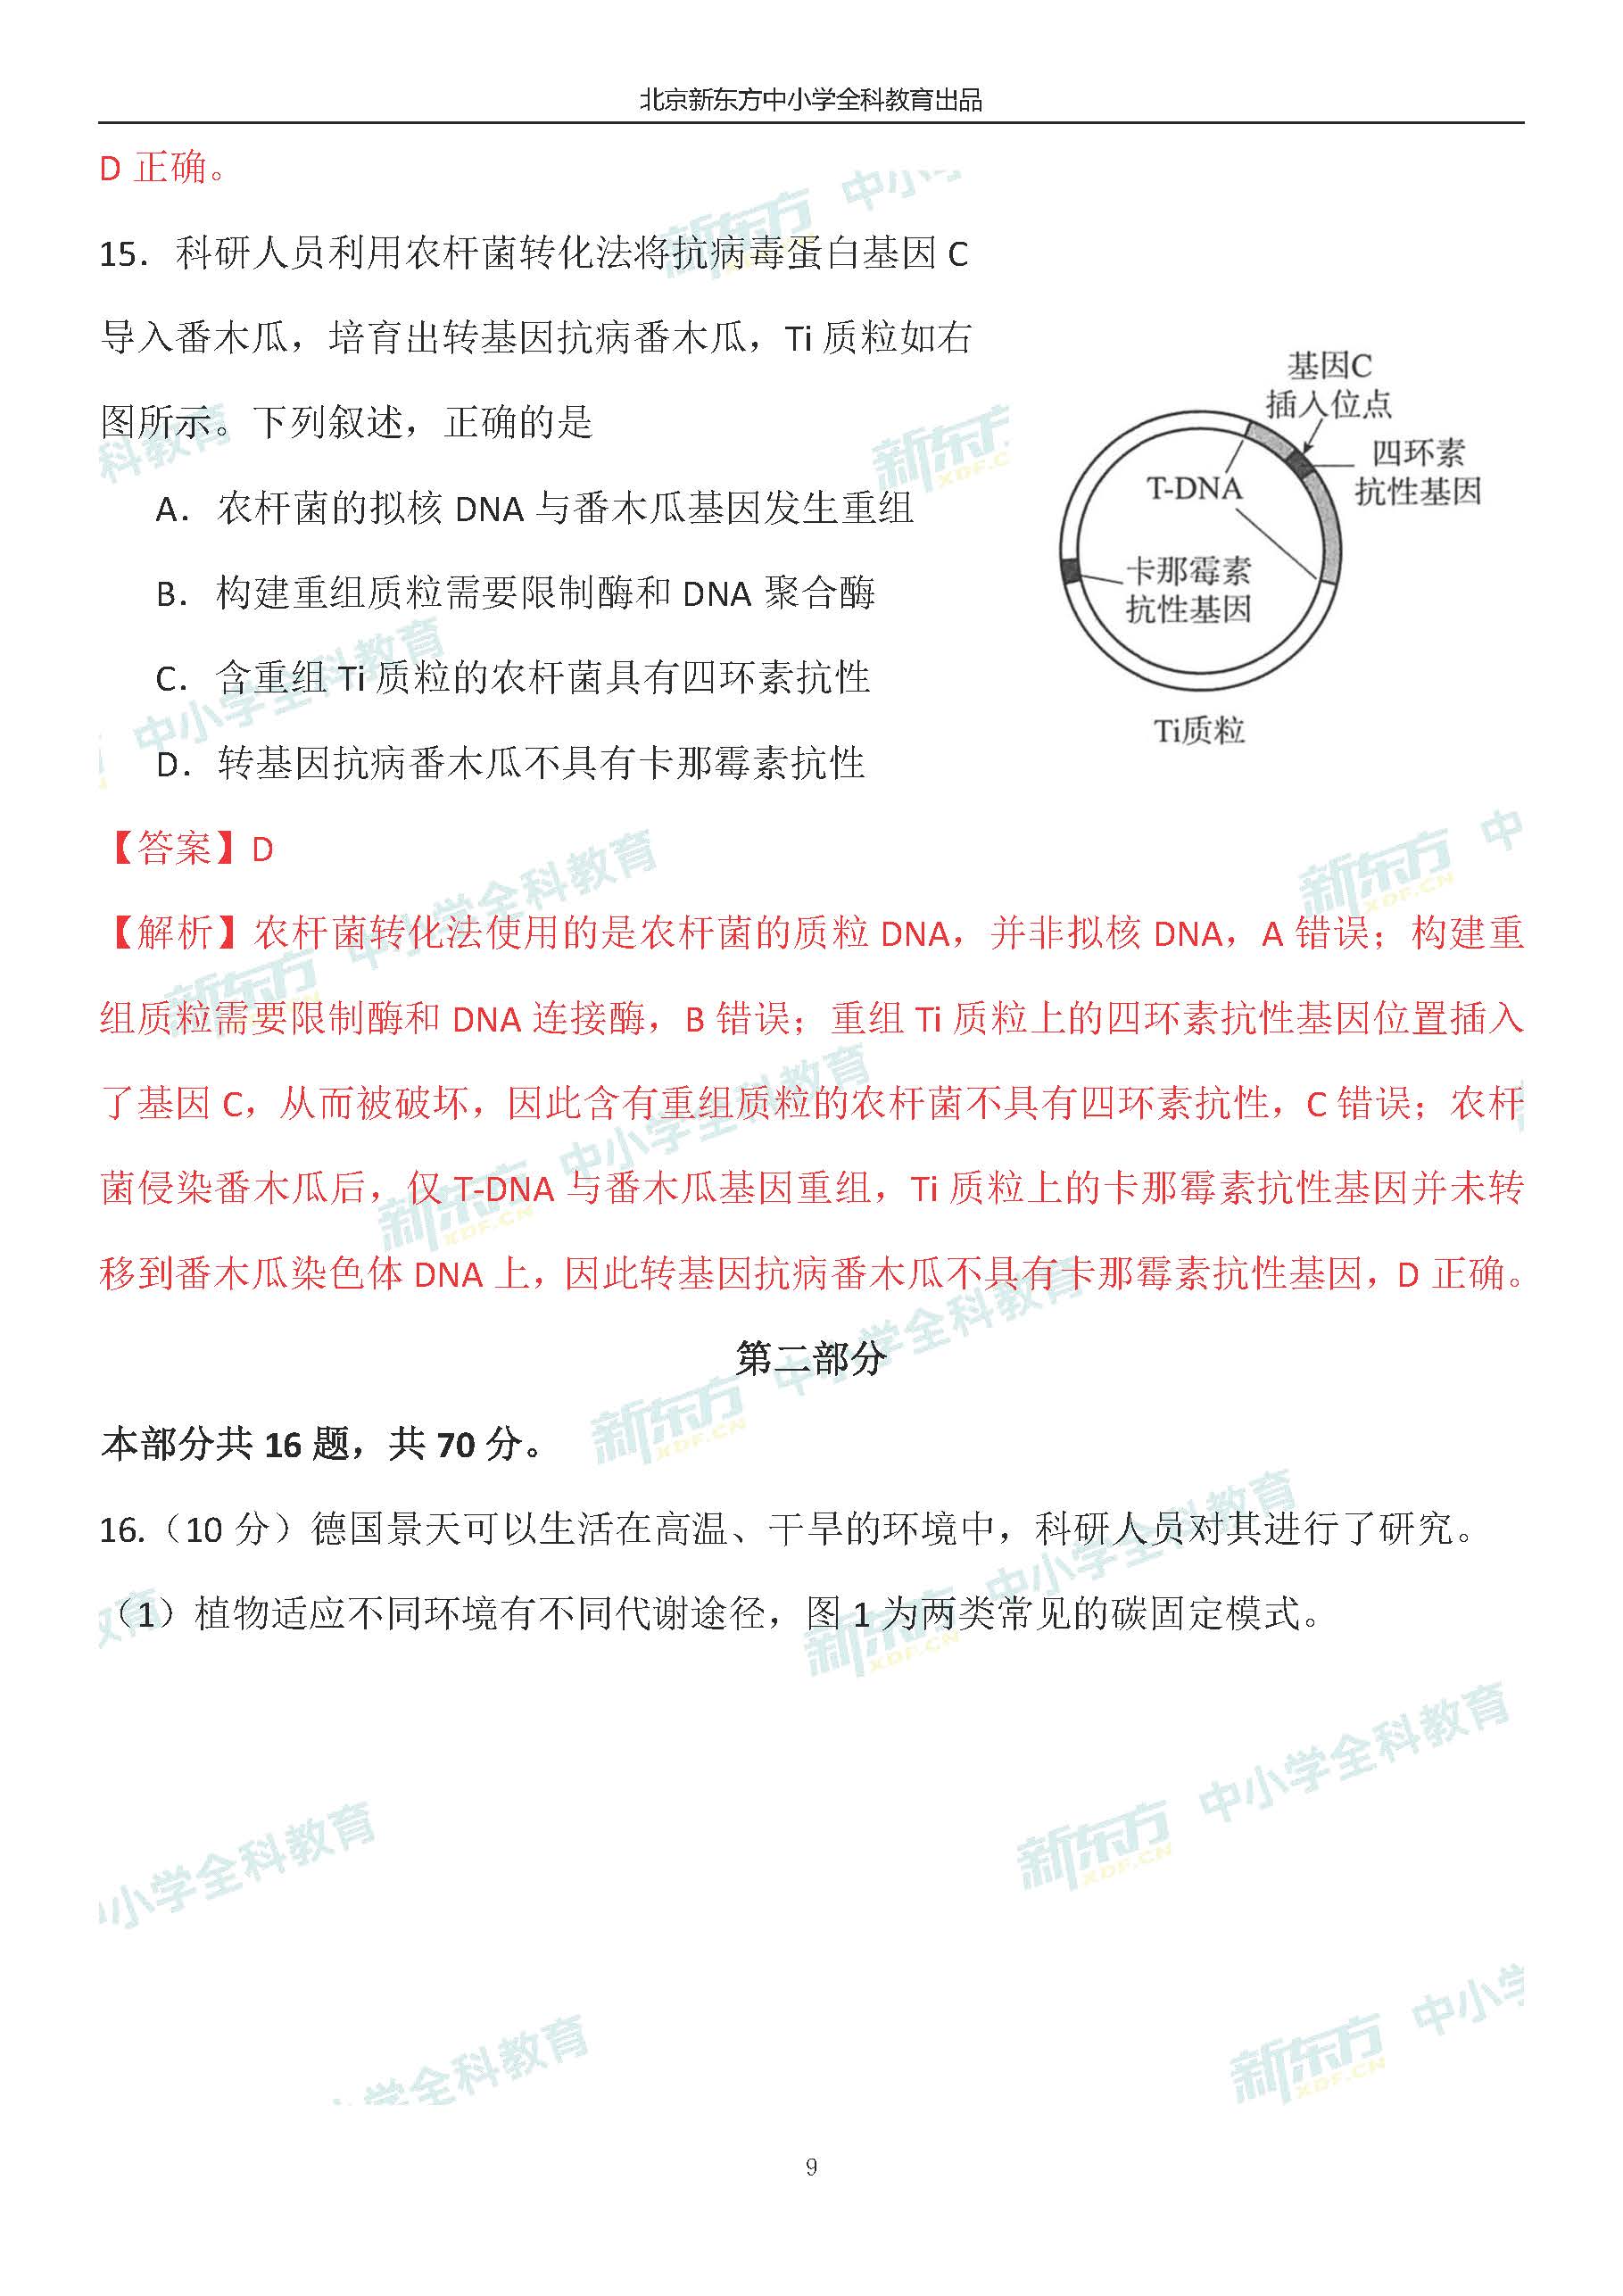 北京新东方中小学全科教育出品
D 正确。
15．科研人员利用农杆菌转化法将抗病毒蛋白基因 C
导入番木瓜，培育出转基因抗病番木瓜，Ti 质粒如右
图所示。下列叙述，正确的是
A．农杆菌的拟核 DNA 与番木瓜基因发生重组
B．构建重组质粒需要限制酶和 DNA 聚合酶
C．含重组 Ti 质粒的农杆菌具有四环素抗性
D．转基因抗病番木瓜不具有卡那霉素抗性
基因C
插入位点
四环素
抗性基因
T-DNA
卡那霉素
抗性基因
Ti质粒
【答案】D
【解析】农杆菌转化法使用的是农杆菌的质粒 DNA，并非拟核 DNA，A 错误；构建重
组质粒需要限制酶和 DNA 连接酶，B 错误；重组 Ti 质粒上的四环素抗性基因位置插入
了基因 C，从而被破坏，因此含有重组质粒的农杆菌不具有四环素抗性，C 错误；农杆
菌侵染番木瓜后，仅 T-DNA 与番木瓜基因重组，Ti 质粒上的卡那霉素抗性基因并未转
移到番木瓜染色体 DNA 上，因此转基因抗病番木瓜不具有卡那霉素抗性基因，D 正确。
第二部分
本部分共 16 题，共 70 分。
16.（10 分）德国景天可以生活在高温、干旱的环境中，科研人员对其进行了研究。
（1）植物适应不同环境有不同代谢途径，图 1 为两类常见的碳固定模式。
新东方 XDF.CN 中小学全科教育
9